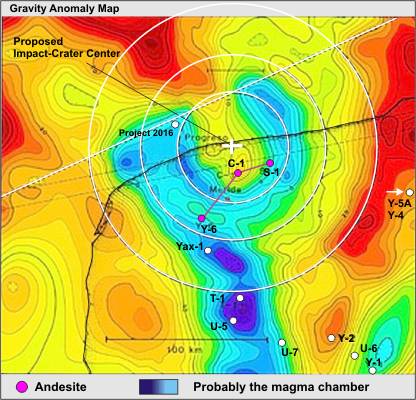 Gravity Anomaly Map
Proposed
Impact-Crater Center
Project 2016
Progreso
C-1
S-1
Merida
Y-5A
Y-4
Y-6
Yax-1
T-1
U-5
U-7
Y-2
U-6
Y-1
100 km
Andesite
Probably the magma chamber